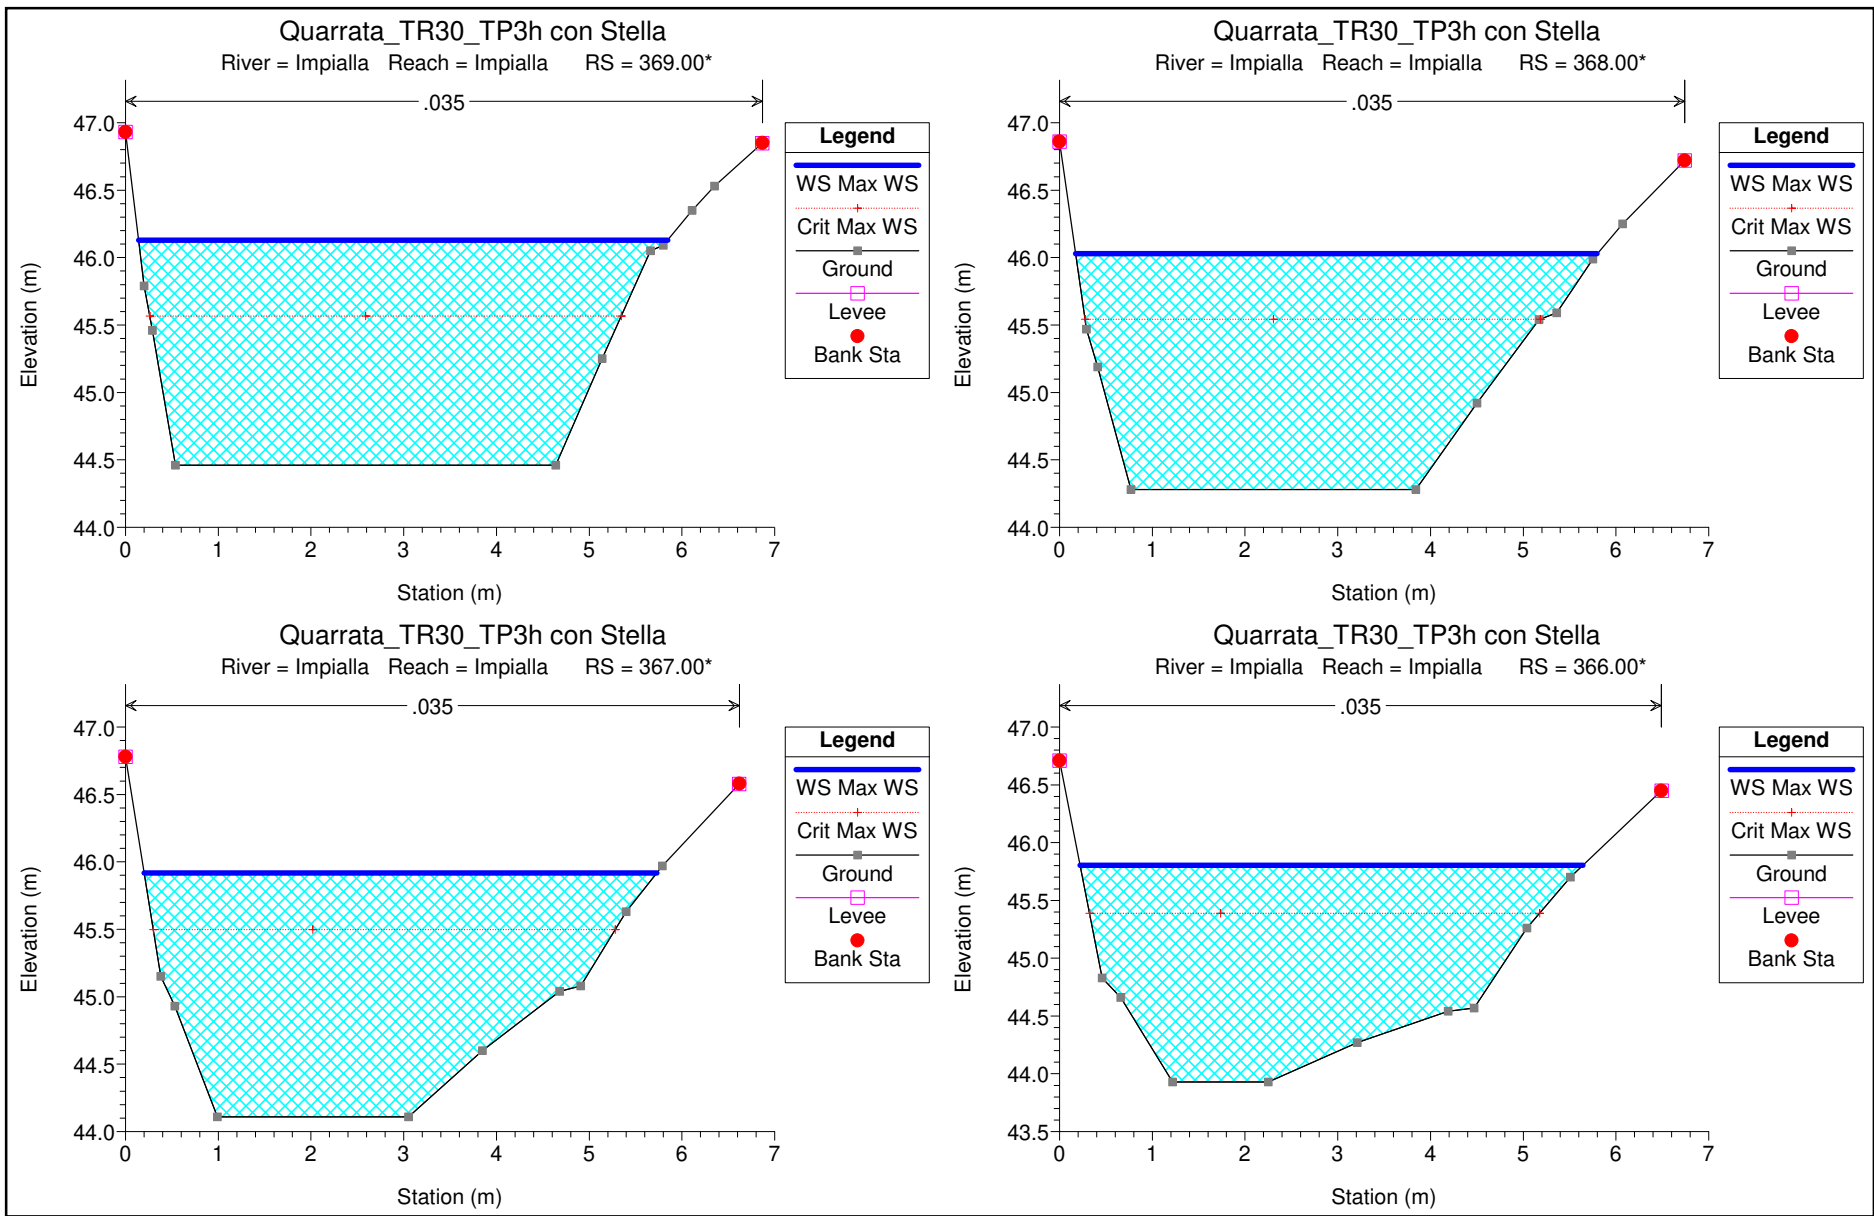 Quarrata_TR30_TP3h con Stella
River = Impialla Reach = Impialla RS = 369.00*
.035
47.0
46.5
46.0
45.5
45.0
44.5
44.0
0 1 2 3 4 5 6 7
Elevation (m)
Station (m)
Legend
WS Max WS
Crit Max WS
Ground
Levee
Bank Sta
Quarrata_TR30_TP3h con Stella
River = Impialla Reach = Impialla RS = 368.00*
.035
47.0
46.5
46.0
45.5
45.0
44.5
44.0
0 1 2 3 4 5 6 7
Elevation (m)
Station (m)
Legend
WS Max WS
Crit Max WS
Ground
Levee
Bank Sta
Quarrata_TR30_TP3h con Stella
River = Impialla Reach = Impialla RS = 367.00*
.035
47.0
46.5
46.0
45.5
45.0
44.5
44.0
0 1 2 3 4 5 6 7
Elevation (m)
Station (m)
Legend
WS Max WS
Crit Max WS
Ground
Levee
Bank Sta
Quarrata_TR30_TP3h con Stella
River = Impialla Reach = Impialla RS = 366.00*
.035
47.0
46.5
46.0
45.5
45.0
44.5
44.0
43.5
0 1 2 3 4 5 6 7
Elevation (m)
Station (m)
Legend
WS Max WS
Crit Max WS
Ground
Levee
Bank Sta